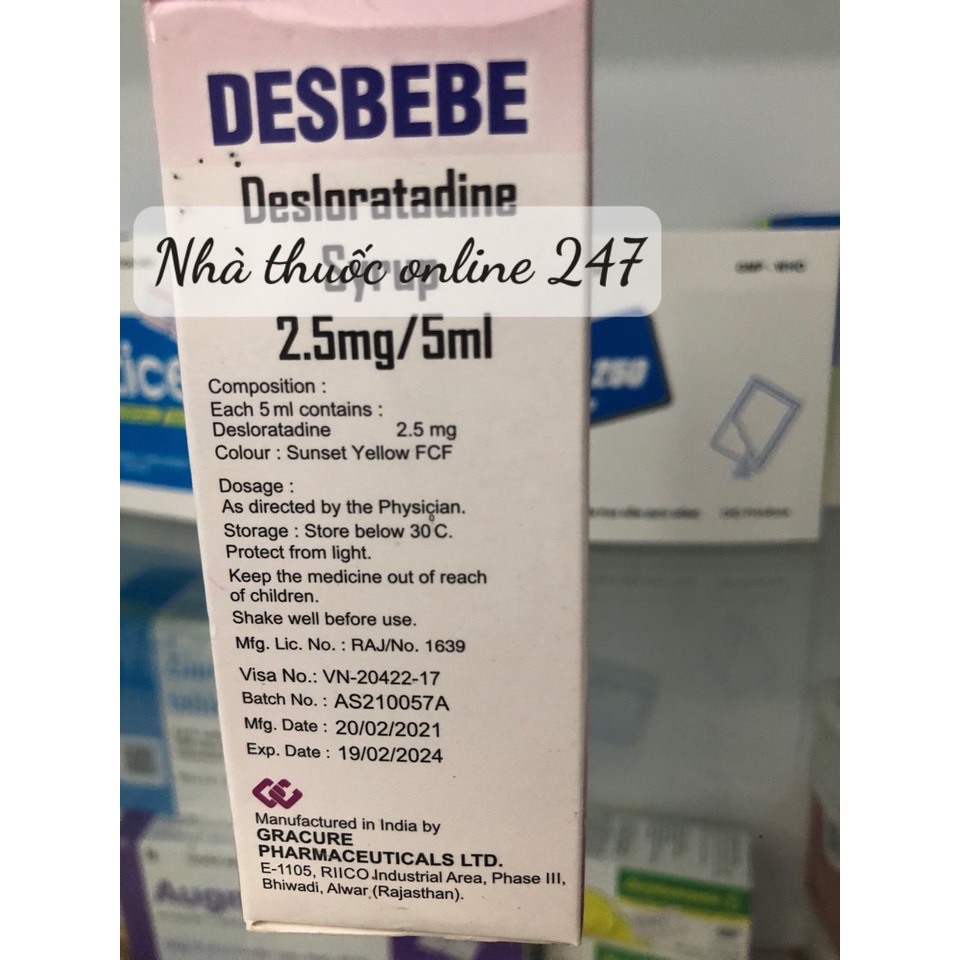 DESBEBE
Desloratadine
Syrup
Nhà thuốc online 247
2.5mg/5ml
Composition :
Each 5 ml contains :
Desloratadine 2.5 mg
Colour : Sunset Yellow FCF
Dosage :
As directed by the Physician.
Storage : Store below 30°C.
Protect from light.
Keep the medicine out of reach
of children.
Shake well before use.
Mfg. Lic. No. : RAJ/No. 1639
Visa No.: VN-20422-17
Batch No. : AS210057A
Mfg. Date : 20/02/2021
Exp. Date : 19/02/2024
Manufactured in India by
GRACURE
PHARMACEUTICALS LTD.
E-1105, RIICO Industrial Area, Phase III,
Bhiwadi, Alwar (Rajasthan).
GMP - WHO
250